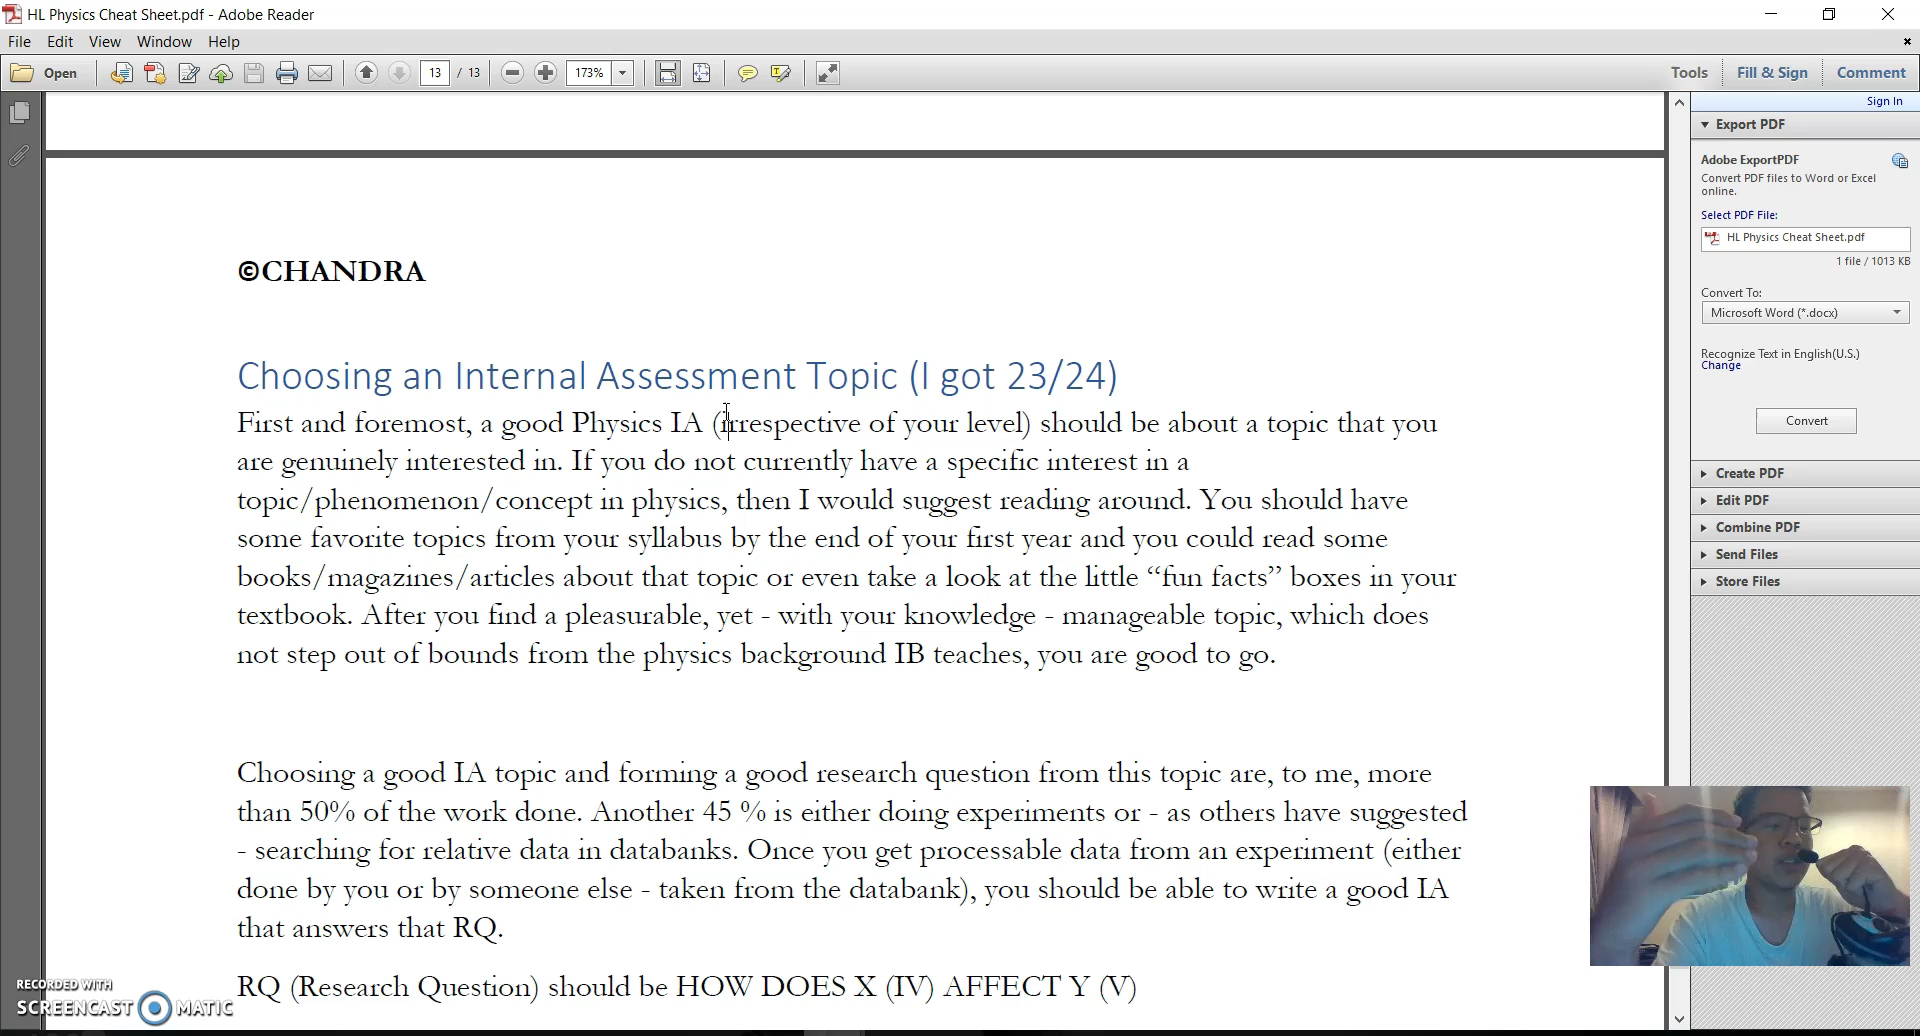 HL Physics Cheat Sheet.pdf - Adobe Reader
File Edit View Window Help
Open 13 / 13 173% Tools Fill & Sign Comment
Sign In
Export PDF
Adobe ExportPDF
Convert PDF files to Word or Excel
online.
Select PDF File:
HL Physics Cheat Sheet.pdf
1 file / 1013 KB
Convert To:
Microsoft Word (*.docx)
Recognize Text in English(U.S.)
Change
Convert
Create PDF
Edit PDF
Combine PDF
Send Files
Store Files
©CHANDRA
Choosing an Internal Assessment Topic (I got 23/24)
First and foremost, a good Physics IA (irrespective of your level) should be about a topic that you
are genuinely interested in. If you do not currently have a specific interest in a
topic/phenomenon/concept in physics, then I would suggest reading around. You should have
some favorite topics from your syllabus by the end of your first year and you could read some
books/magazines/articles about that topic or even take a look at the little “fun facts” boxes in your
textbook. After you find a pleasurable, yet - with your knowledge - manageable topic, which does
not step out of bounds from the physics background IB teaches, you are good to go.
Choosing a good IA topic and forming a good research question from this topic are, to me, more
than 50% of the work done. Another 45 % is either doing experiments or - as others have suggested
- searching for relative data in databanks. Once you get processable data from an experiment (either
done by you or by someone else - taken from the databank), you should be able to write a good IA
that answers that RQ.
RQ (Research Question) should be HOW DOES X (IV) AFFECT Y (V)
RECORDED WITH
SCREENCAST MATIC